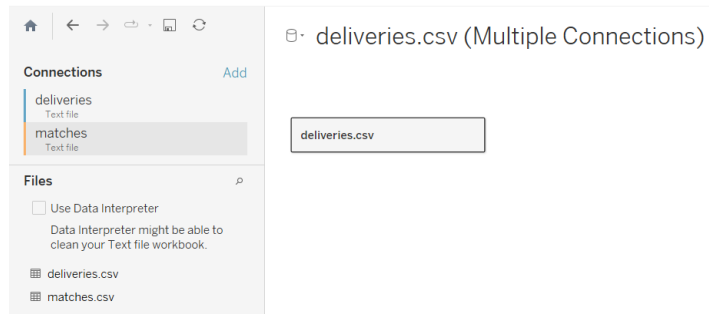 deliveries.csv (Multiple Connections)
Connections Add
deliveries
Text file
matches
Text file
deliveries.csv
Files
Use Data Interpreter
Data Interpreter might be able to
clean your Text file workbook.
deliveries.csv
matches.csv